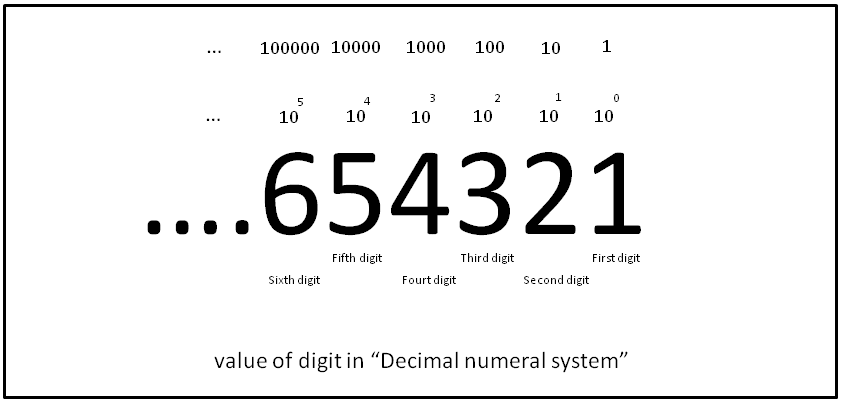 ... 100000 10000 1000 100 10 1
... 10^5 10^4 10^3 10^2 10^1 10^0
....654321
Fifth digit Third digit First digit
Sixth digit Fourt digit Second digit
value of digit in “Decimal numeral system”